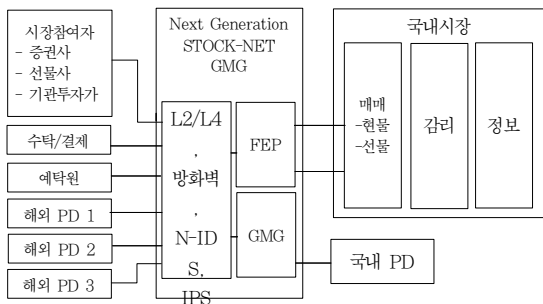 시장참여자
- 증권사
- 선물사
- 기관투자가
수탁/결제
예탁원
해외 PD 1
해외 PD 2
해외 PD 3
Next Generation
STOCK-NET
GMG
L2/L4
,
방화벽
,
N-ID
S,
IPS
FEP
GMG
국내시장
매매
-현물
-선물
감리
정보
국내 PD